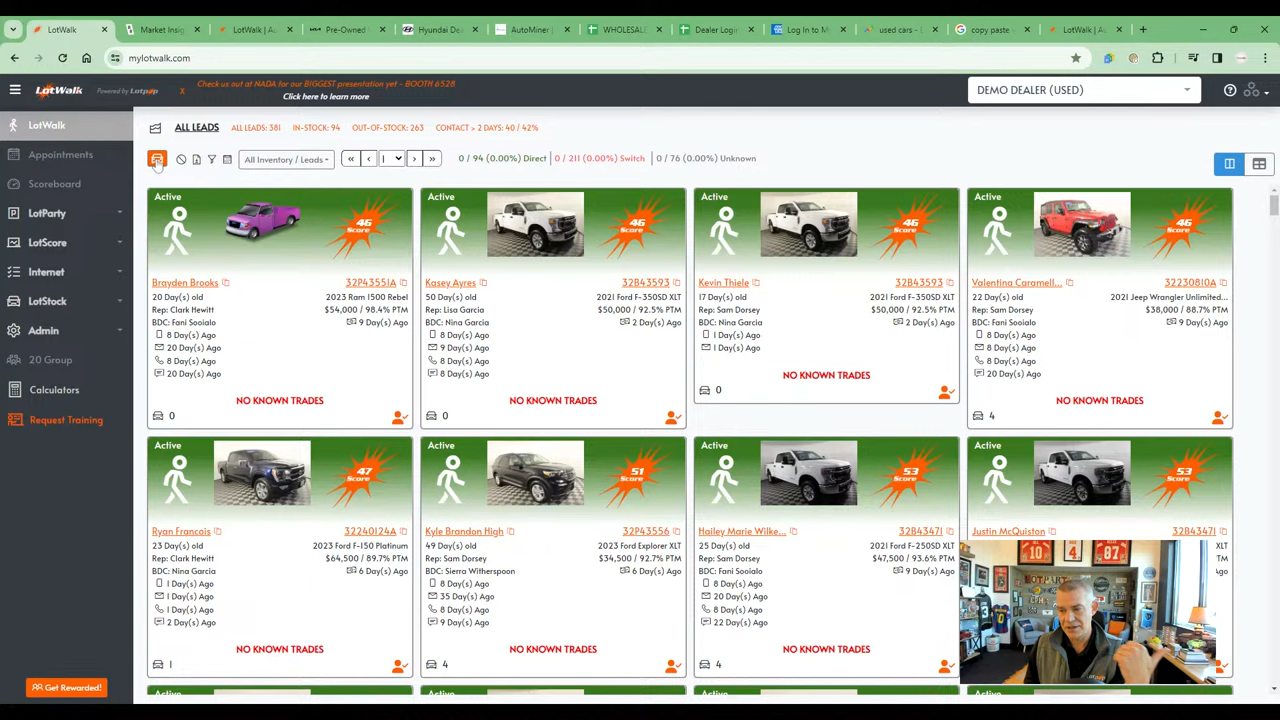 LotWalk
Market Insig
LotWalk | Au
Pre-Owned
Hyundai De
AutoMiner |
WHOLESAL
Dealer Login
Log In to My
used cars -
copy paste
LotWalk | Au
mylotwalk.com
LotWalk Powered by Lotpop
x
Check us out at NADA for our BIGGEST presentation yet - BOOTH 6528
Click here to learn more
DEMO DEALER (USED)
LotWalk
Appointments
Scoreboard
LotParty
LotScore
Internet
LotStock
Admin
20 Group
Calculators
Request Training
Get Rewarded!
ALL LEADS ALL LEADS: 381 IN-STOCK: 94 OUT-OF-STOCK: 263 CONTACT > 2 DAYS: 40 / 42%
All Inventory / Leads 1 0 / 94 (0.00%) Direct 0 / 211 (0.00%) Switch 0 / 76 (0.00%) Unknown
Active
46
Score
Brayden Brooks 32P43551A
20 Day(s) old 2023 Ram 1500 Rebel
Rep: Clark Hewitt $54,000 / 98.4% PTM
BDC: Fani Sooialo 9 Day(s) Ago
8 Day(s) Ago
20 Day(s) Ago
8 Day(s) Ago
20 Day(s) Ago
NO KNOWN TRADES
0
Active
46
Score
Kasey Ayres 32B43593
50 Day(s) old 2021 Ford F-350SD XLT
Rep: Lisa Garcia $50,000 / 92.5% PTM
BDC: Nina Garcia 2 Day(s) Ago
8 Day(s) Ago
9 Day(s) Ago
8 Day(s) Ago
8 Day(s) Ago
NO KNOWN TRADES
0
Active
46
Score
Kevin Thiele 32B43593
17 Day(s) old 2021 Ford F-350SD XLT
Rep: Sam Dorsey $50,000 / 92.5% PTM
BDC: Nina Garcia 2 Day(s) Ago
1 Day(s) Ago
1 Day(s) Ago
NO KNOWN TRADES
0
Active
46
Score
Valentina Caramell... 32230810A
22 Day(s) old 2021 Jeep Wrangler Unlimited...
Rep: Sam Dorsey $38,000 / 88.7% PTM
BDC: Fani Sooialo 9 Day(s) Ago
8 Day(s) Ago
8 Day(s) Ago
8 Day(s) Ago
20 Day(s) Ago
NO KNOWN TRADES
4
Active
47
Score
Ryan Francois 32240124A
23 Day(s) old 2023 Ford F-150 Platinum
Rep: Clark Hewitt $64,500 / 89.7% PTM
BDC: Nina Garcia 6 Day(s) Ago
1 Day(s) Ago
1 Day(s) Ago
1 Day(s) Ago
2 Day(s) Ago
NO KNOWN TRADES
1
Active
51
Score
Kyle Brandon High 32P43556
49 Day(s) old 2023 Ford Explorer XLT
Rep: Sam Dorsey $34,500 / 92.7% PTM
BDC: Sierra Witherspoon 6 Day(s) Ago
8 Day(s) Ago
35 Day(s) Ago
8 Day(s) Ago
9 Day(s) Ago
NO KNOWN TRADES
4
Active
53
Score
Hailey Marie Wilke... 32B43471
25 Day(s) old 2021 Ford F-250SD XLT
Rep: Sam Dorsey $47,500 / 93.6% PTM
BDC: Fani Sooialo 9 Day(s) Ago
8 Day(s) Ago
20 Day(s) Ago
8 Day(s) Ago
22 Day(s) Ago
NO KNOWN TRADES
4
Active
53
Score
Justin McQuiston 32B43471
XLT
PTM
Ago
10 4 87